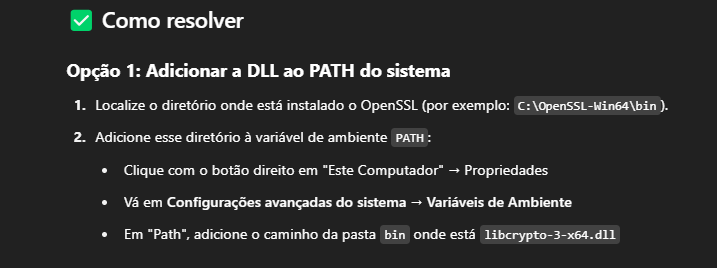 ✅ Como resolver
Opção 1: Adicionar a DLL ao PATH do sistema
1. Localize o diretório onde está instalado o OpenSSL (por exemplo: C:\OpenSSL-Win64\bin).
2. Adicione esse diretório à variável de ambiente PATH:
• Clique com o botão direito em "Este Computador" → Propriedades
• Vá em Configurações avançadas do sistema → Variáveis de Ambiente
• Em "Path", adicione o caminho da pasta bin onde está libcrypto-3-x64.dll